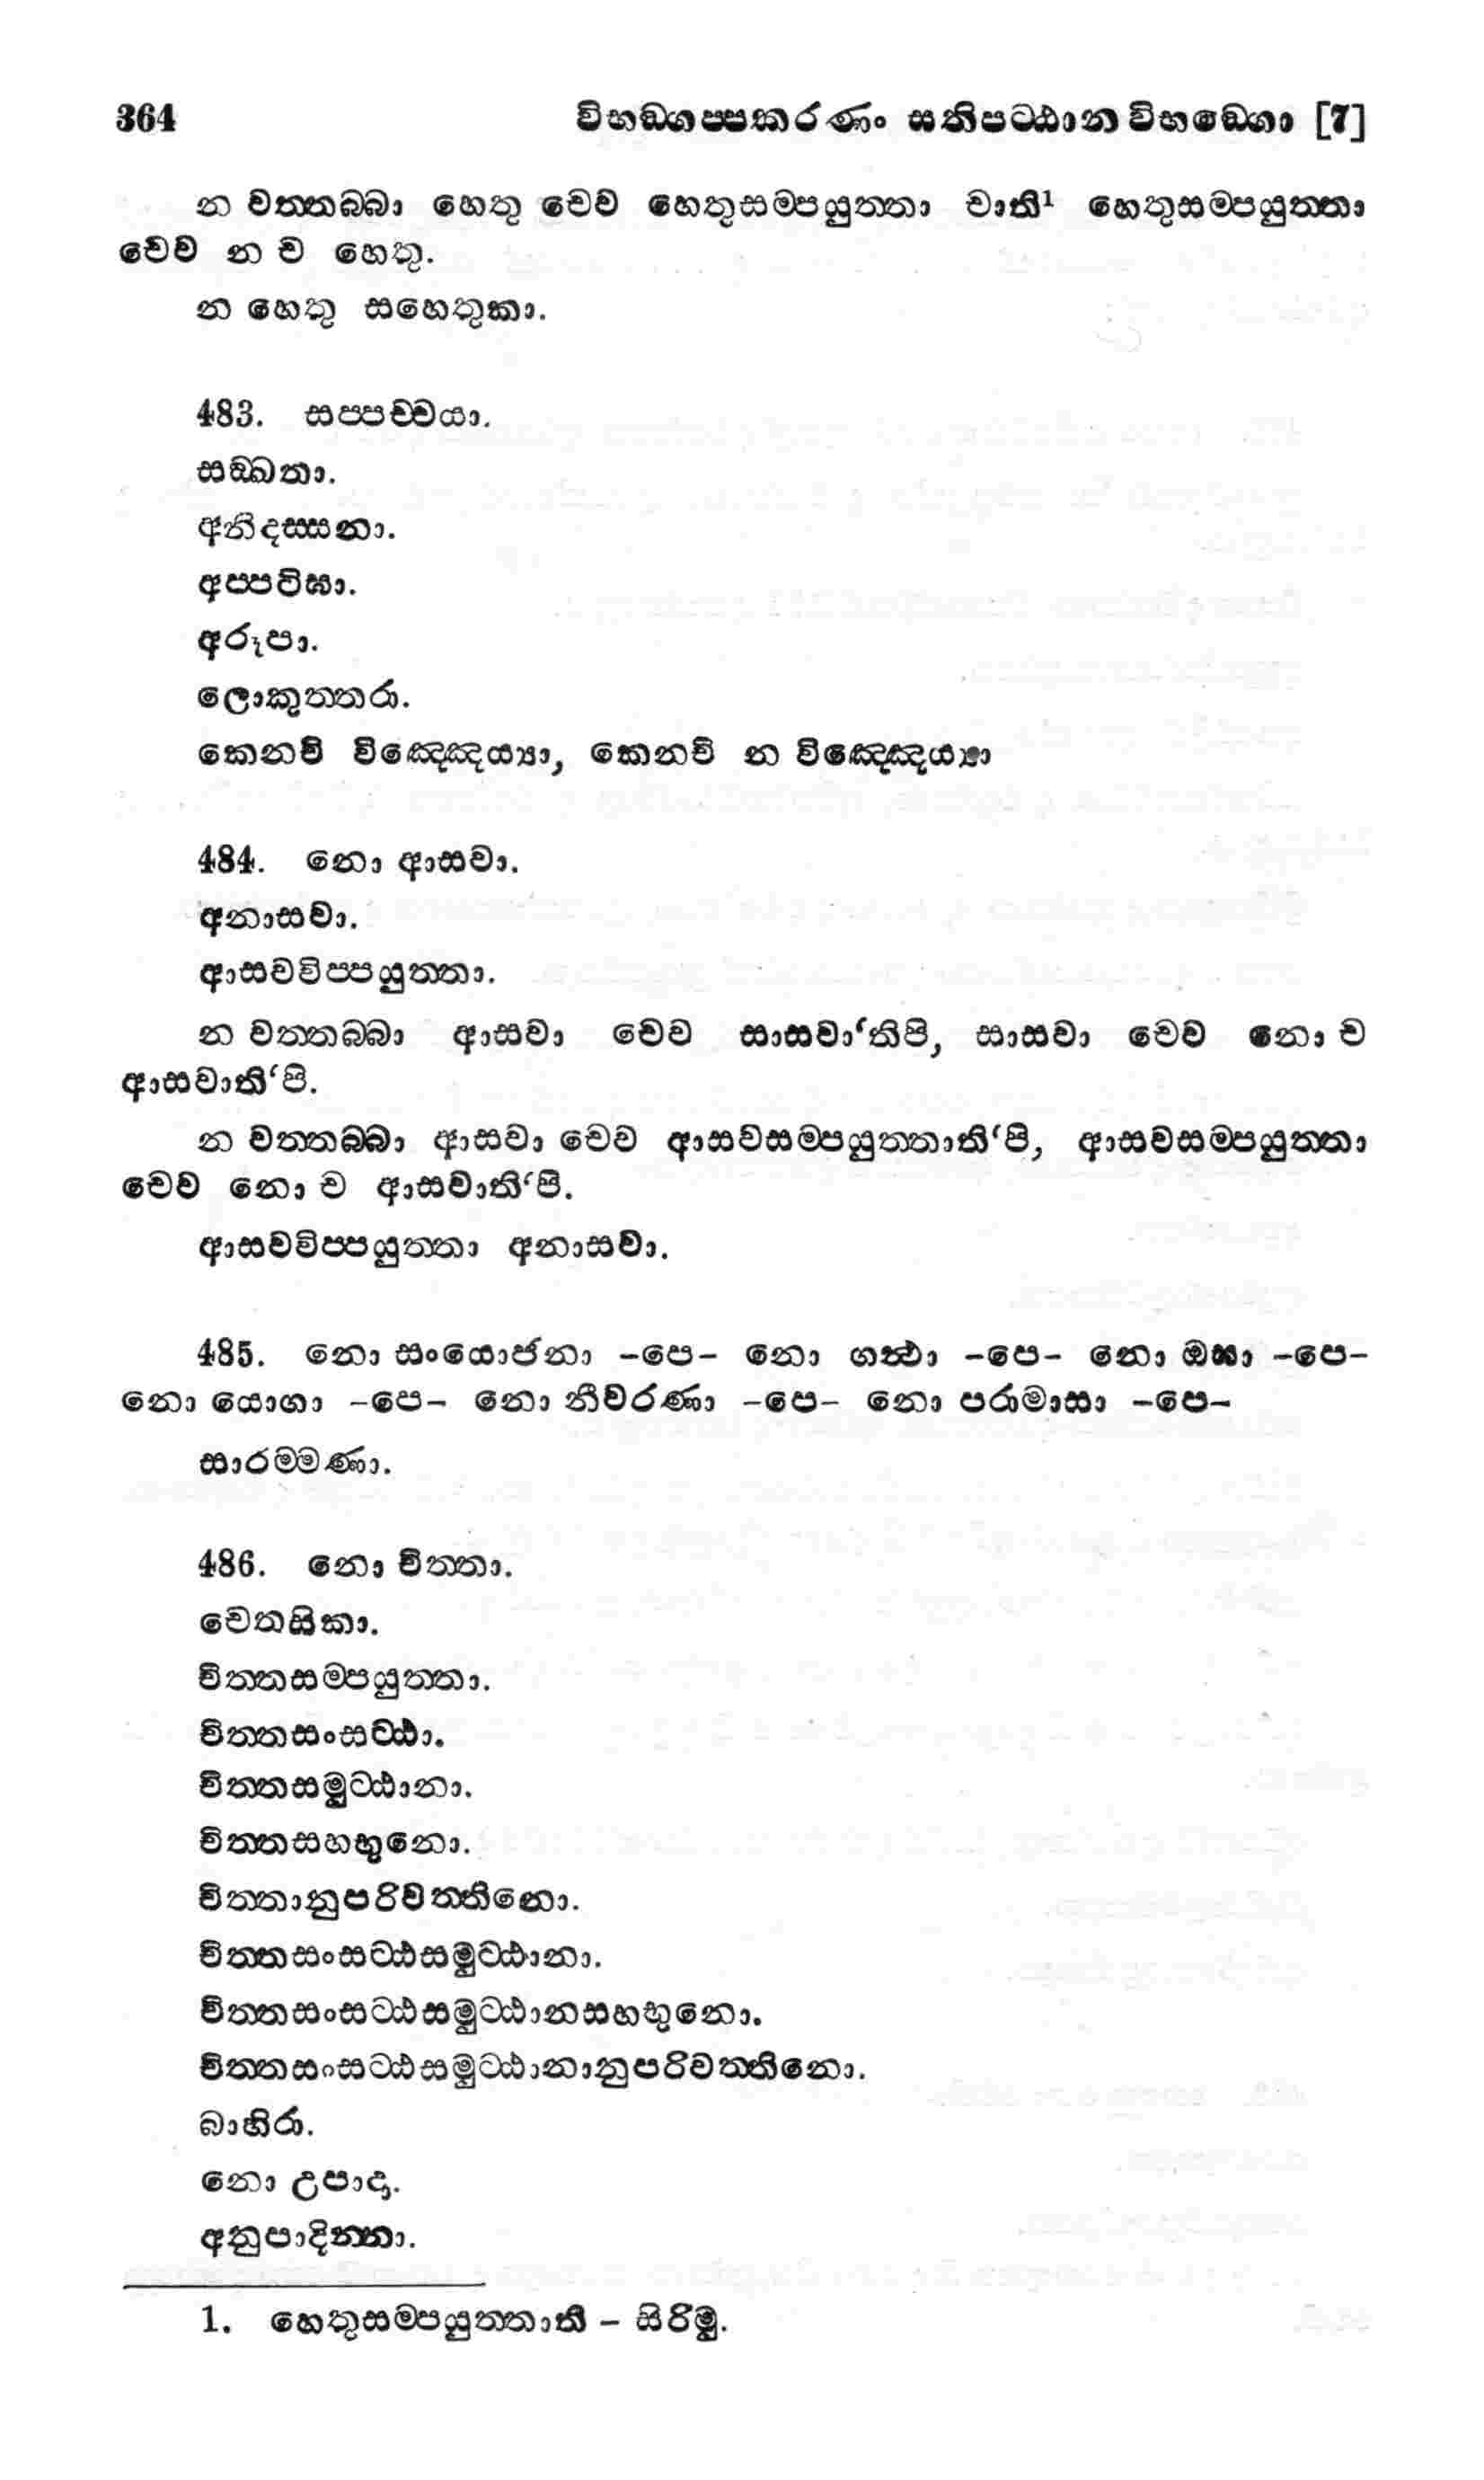 364 විභඞ්ගප්පකරණං සතිපට්ඨානවිභඞ්ගො [7]
න වත්තබ්බා හෙතු චෙව හෙතුසම්පයුත්තා චාති¹ හෙතුසම්පයුත්තා
චෙව න ච හෙතු.
න හෙතු සහෙතුකා.
483. සප්පච්චයා.
සඞ්ඛතා.
අනිදස්සනා.
අප්පටිඝා.
අරූපා.
ලොකුත්තරා.
කෙනචි විඤ්ඤෙය්‍යා, කෙනචි න විඤ්ඤෙය්‍යා
484. නො ආසවා.
අනාසවා.
ආසවවිප්පයුත්තා.
න වත්තබ්බා ආසවා චෙව සාසවා‘තිපි, සාසවා චෙව නො ච
ආසවාති‘පි.
න වත්තබ්බා ආසවා චෙව ආසවසම්පයුත්තාති‘පි, ආසවසම්පයුත්තා
චෙව නො ච ආසවාති‘පි.
ආසවවිප්පයුත්තා අනාසවා.
485. නො සංයොජනා -පෙ- නො ගන්ථා -පෙ- නො ඔඝා -පෙ-
නො යොගා -පෙ- නො නීවරණා -පෙ- නො පරාමාසා -පෙ-
සාරම්මණා.
486. නො චිත්තා.
චෙතසිකා.
චිත්තසම්පයුත්තා.
චිත්තසංසට්ඨා.
චිත්තසමුට්ඨානා.
චිත්තසහභුනො.
චිත්තානුපරිවත්තිනො.
චිත්තසංසට්ඨසමුට්ඨානා.
චිත්තසංසට්ඨසමුට්ඨානසහභුනො.
චිත්තසංසට්ඨසමුට්ඨානානුපරිවත්තිනො.
බාහිරා.
නො උපාදා.
අනුපාදින්නා.
1. හෙතුසම්පයුත්තාති – සිරිමු.